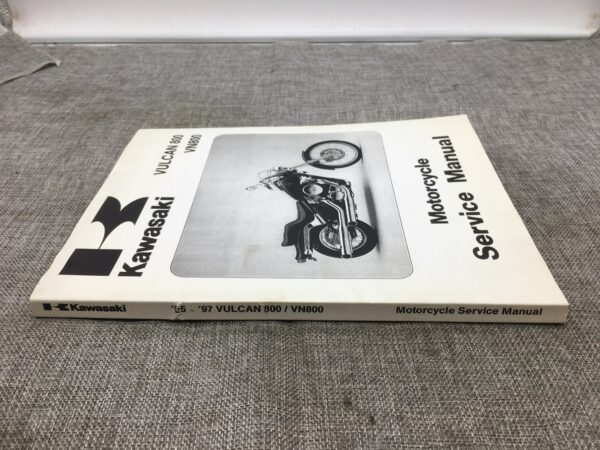 Kawasaki
VULCAN 800
VN800
Motorcycle
Service Manual
Kawasaki '95 - '97 VULCAN 800 / VN800 Motorcycle Service Manual